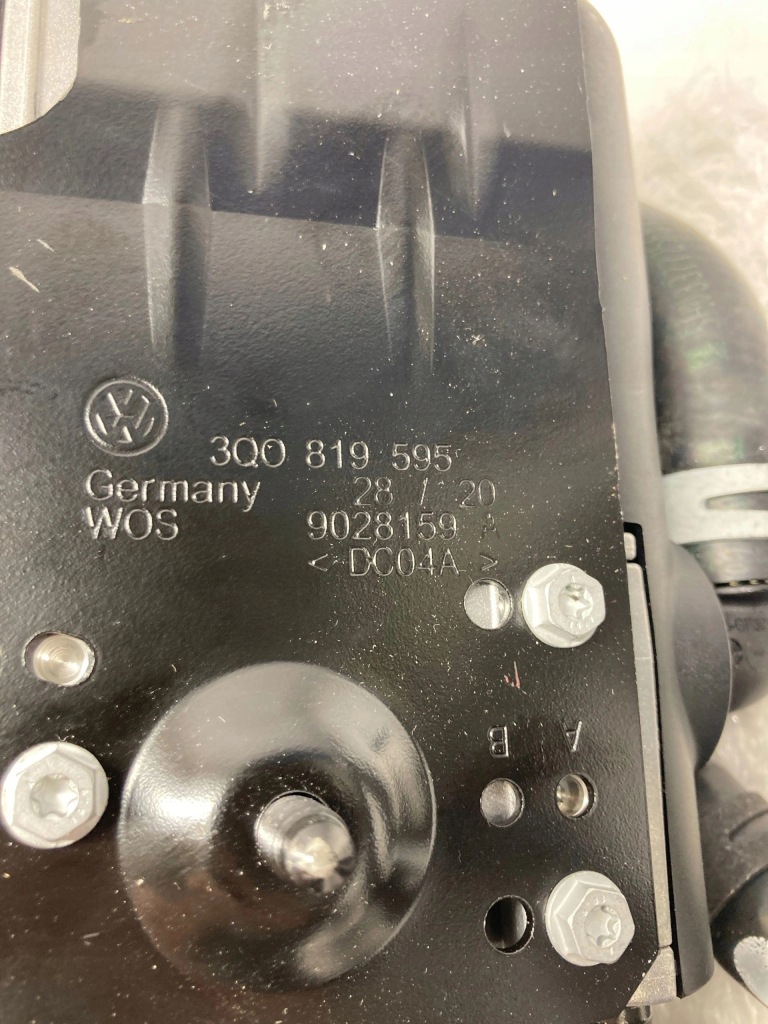 3Q0 819 595
Germany 28 / 20
WOS 9028159 A
< DC04A >
B A